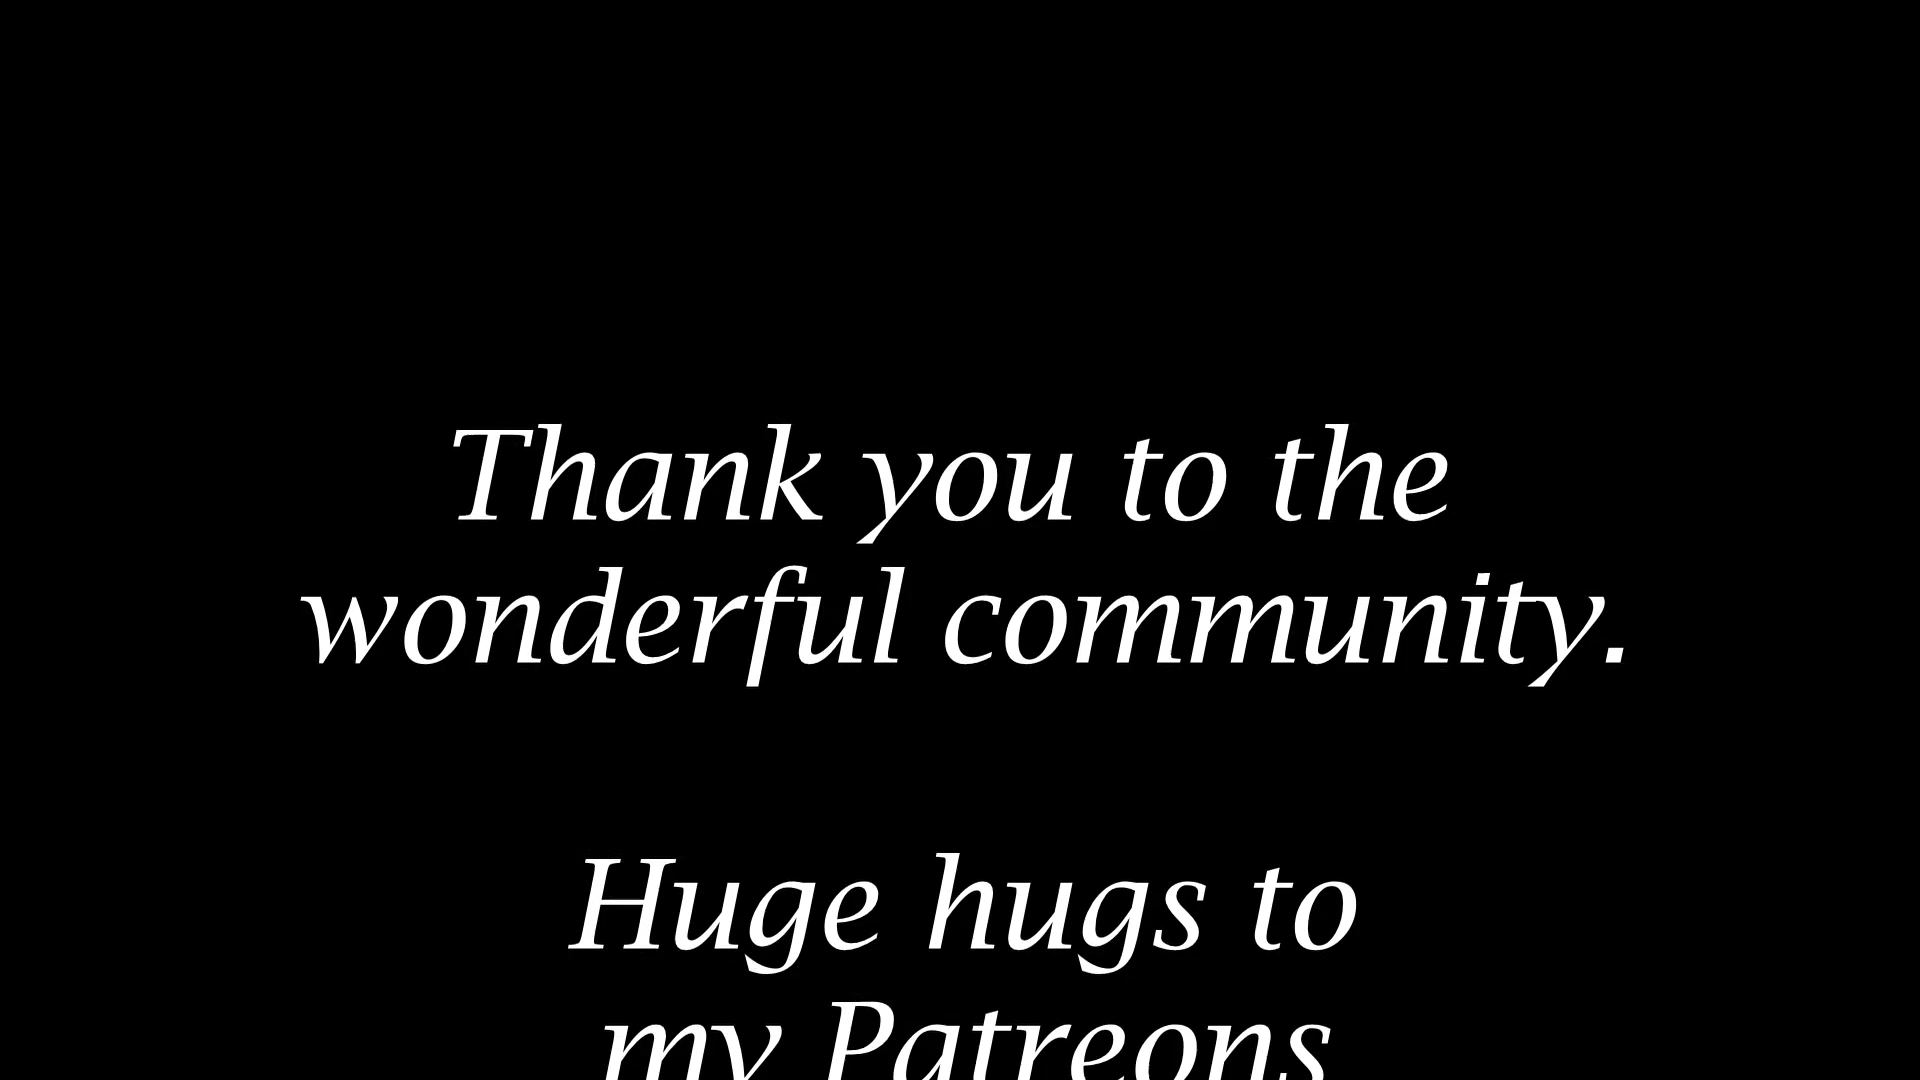 Thank you to the
wonderful community.
Huge hugs to
my Patreons